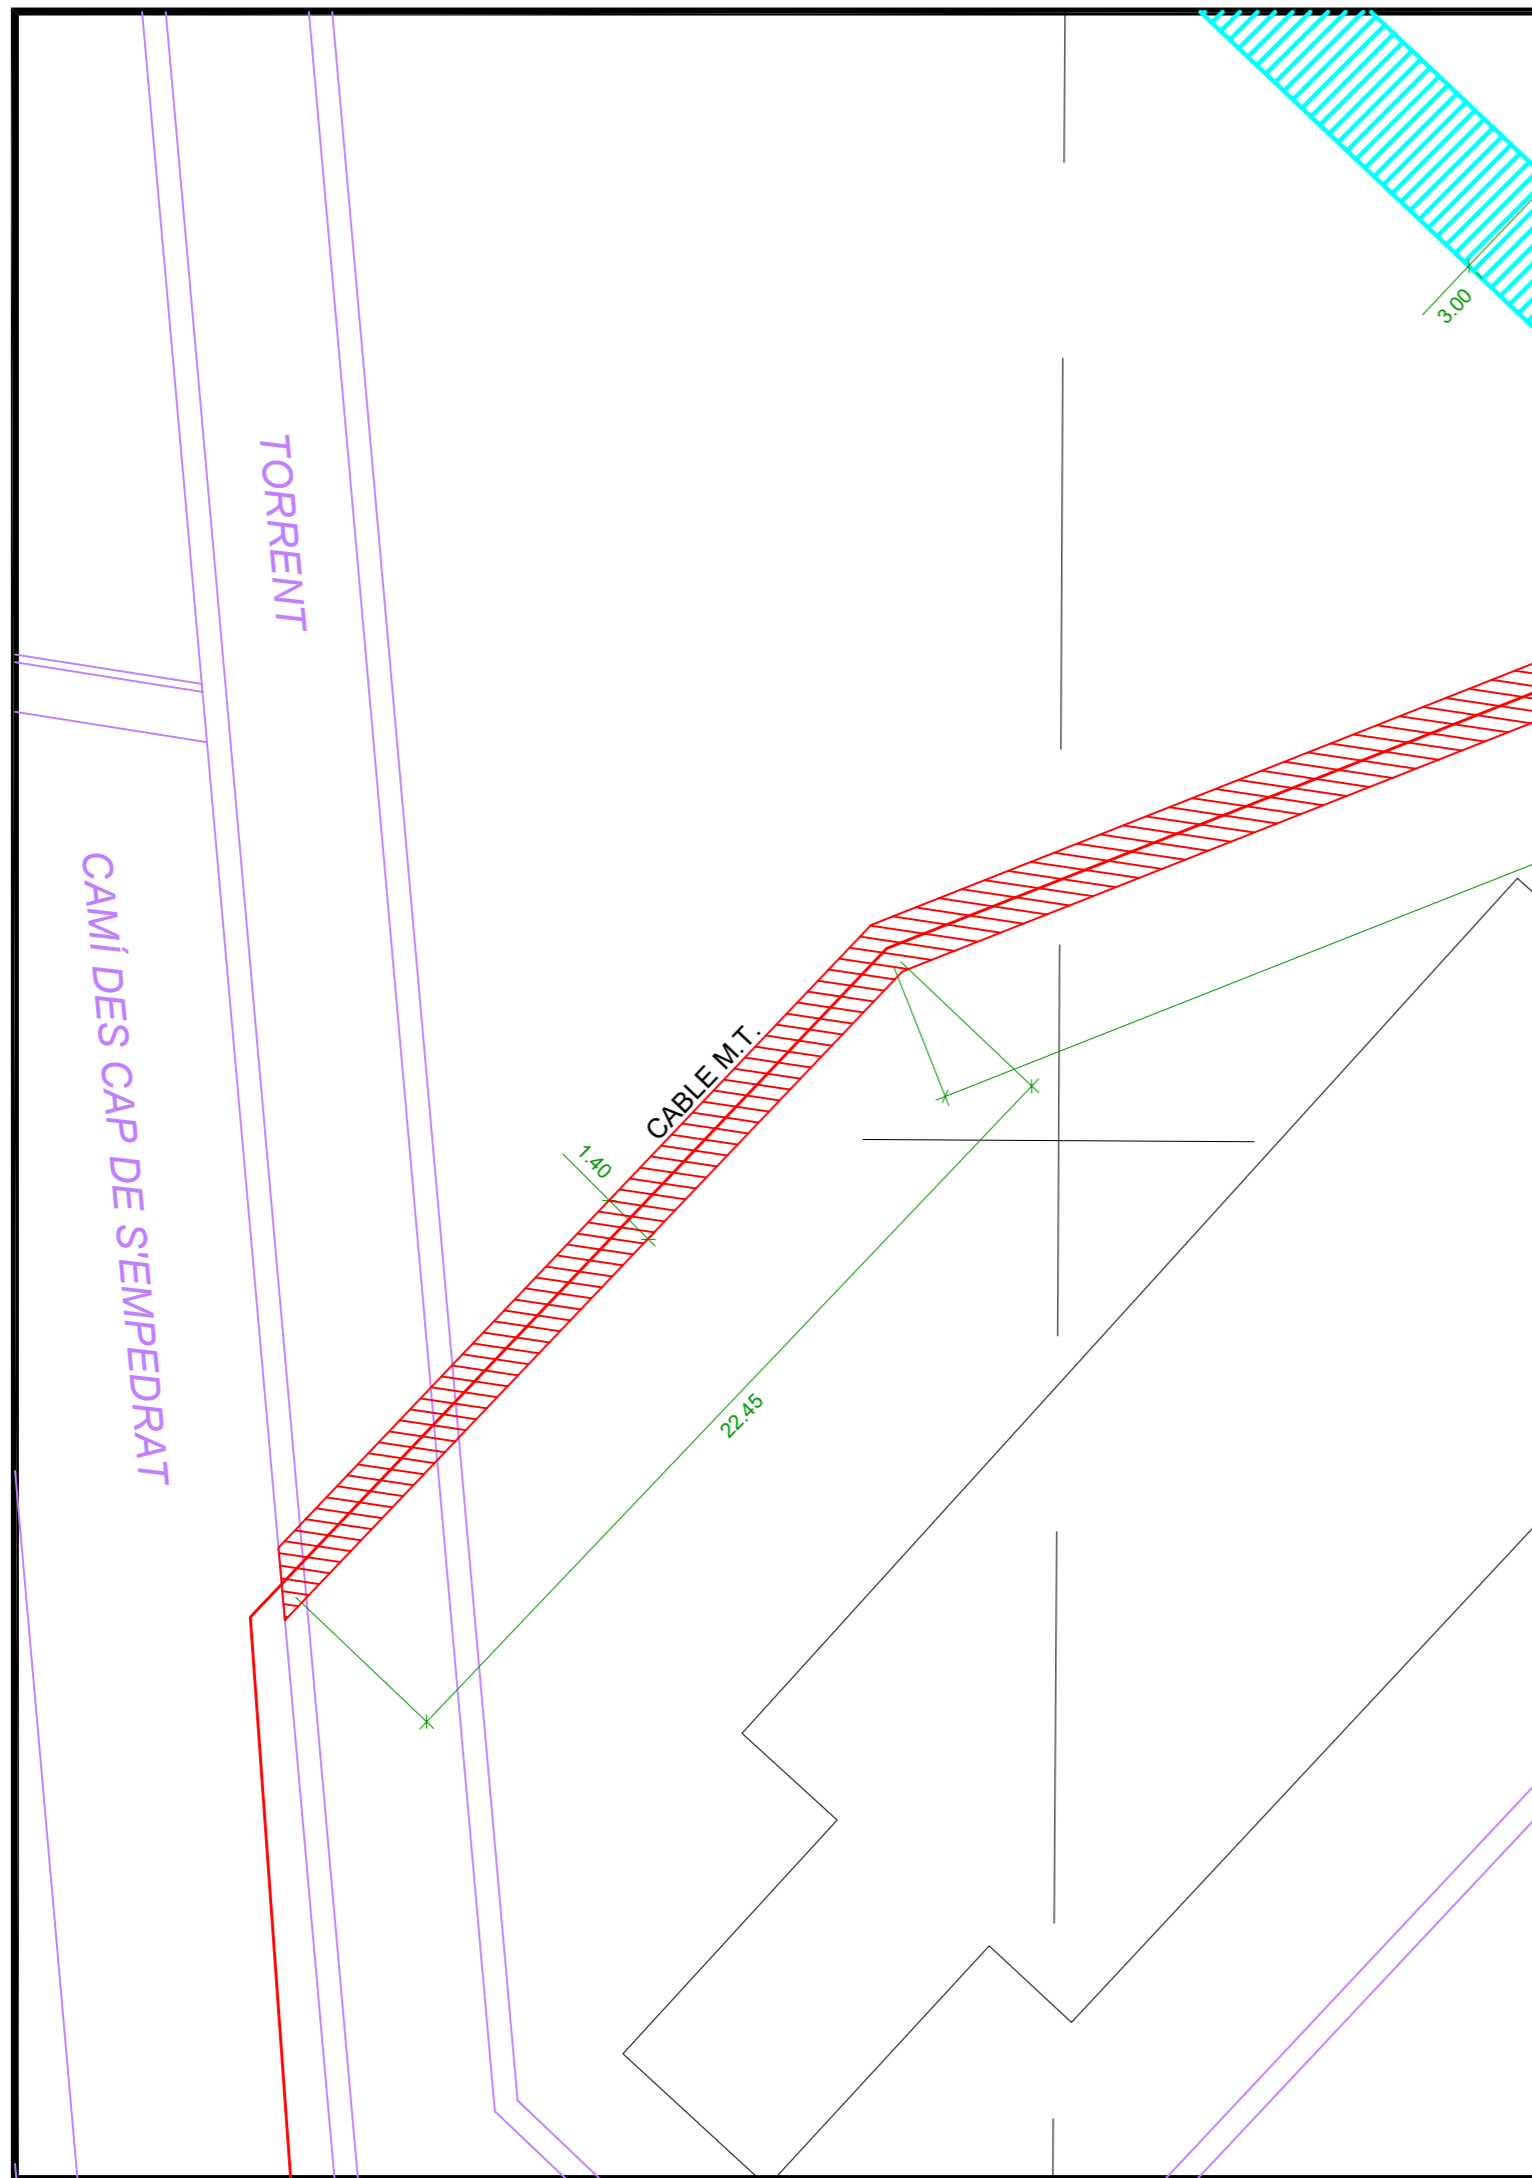 3.00
TORRENT
CAMÍ DES CAP DE S'EMPEDRAT
CABLE M.T.
1.40
22.45